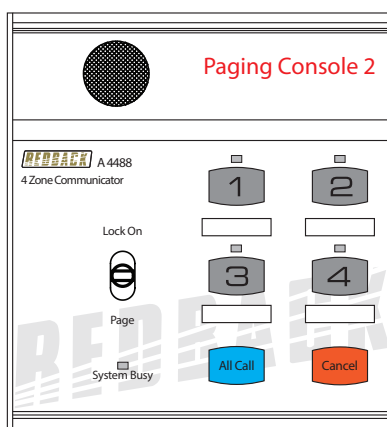 Paging Console 2
REDBACK A 4488
4 Zone Communicator
1 2
Lock On
3 4
Page
REDBACK
System Busy
All Call Cancel